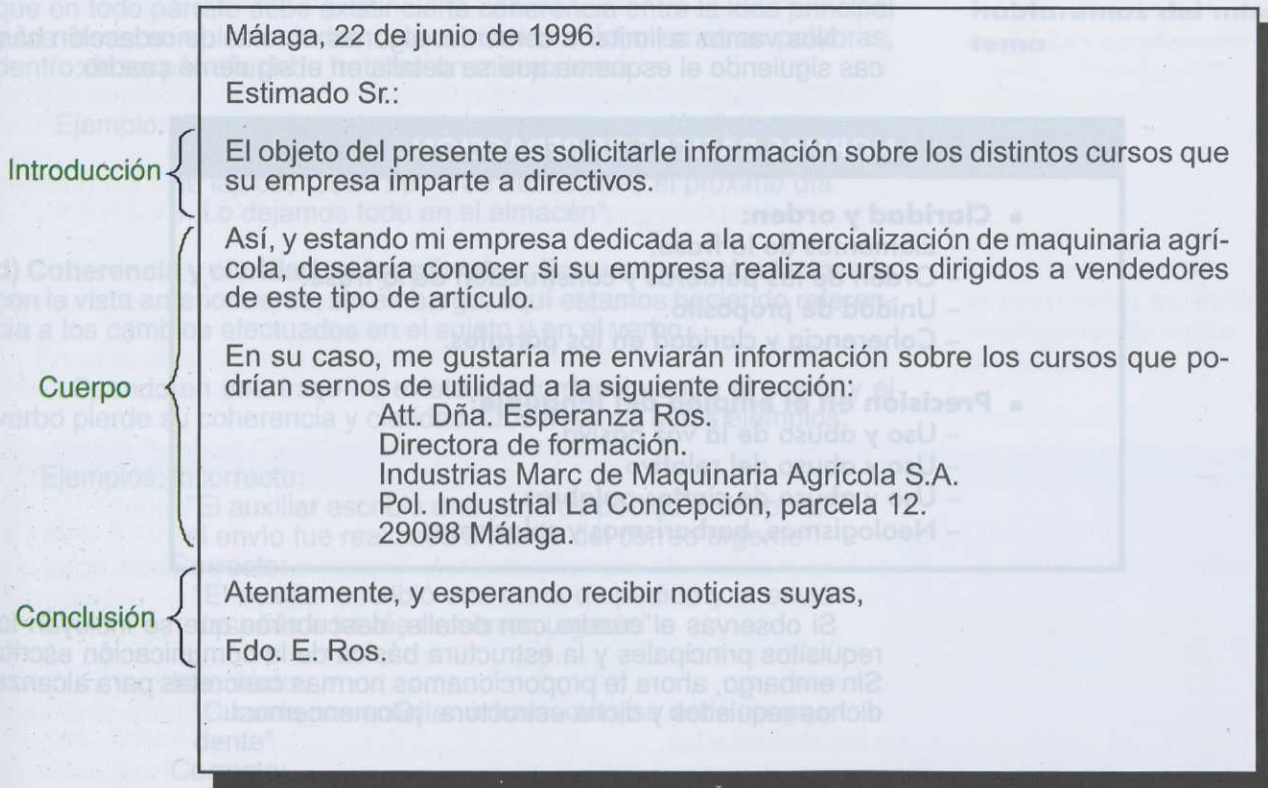 Málaga, 22 de junio de 1996.
Estimado Sr.:
Introducción
El objeto del presente es solicitarle información sobre los distintos cursos que
su empresa imparte a directivos.
Así, y estando mi empresa dedicada a la comercialización de maquinaria agrí-
cola, desearía conocer si su empresa realiza cursos dirigidos a vendedores
de este tipo de artículo.
Cuerpo
En su caso, me gustaría me enviarán información sobre los cursos que po-
drían sernos de utilidad a la siguiente dirección:
Att. Dña. Esperanza Ros.
Directora de formación.
Industrias Marc de Maquinaria Agrícola S.A.
Pol. Industrial La Concepción, parcela 12.
29098 Málaga.
Conclusión
Atentamente, y esperando recibir noticias suyas,
Fdo. E. Ros.